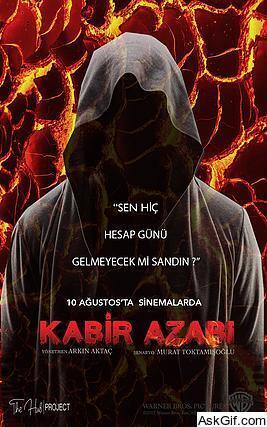 “SEN HİÇ
HESAP GÜNÜ
GELMEYECEK Mİ SANDIN ?”
10 AĞUSTOS'TA SİNEMALARDA
KABİR AZABI
YÖNETMEN ARKIN AKTAÇ SENARYO MURAT TOKTAMIŞOĞLU
The Hub PROJECT
WARNER BROS. PICTURES
AskGif.com